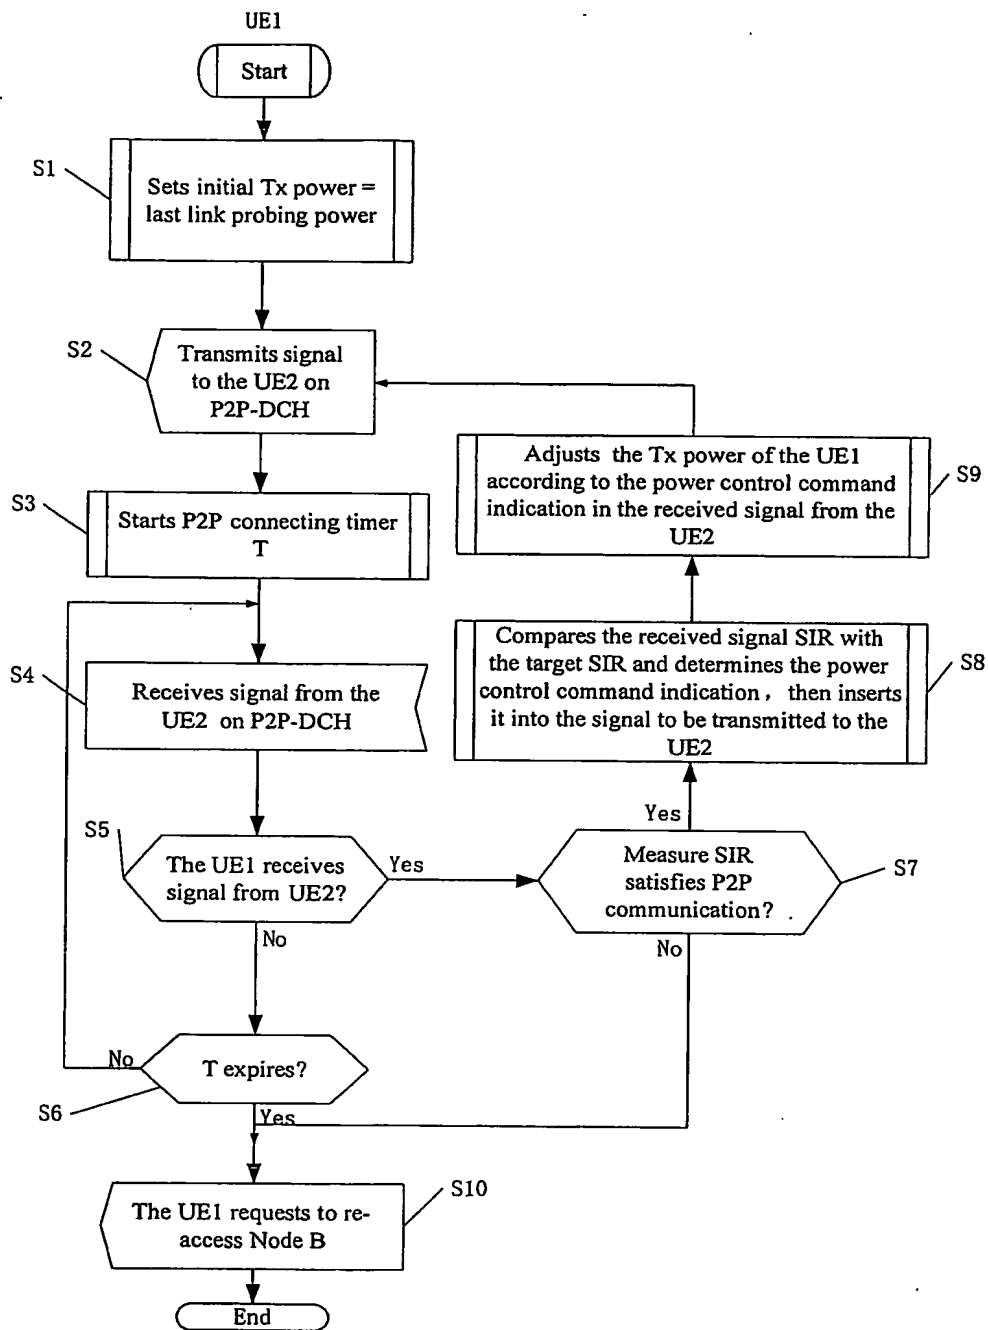 UE1
Start
S1
Sets initial Tx power =
last link probing power
S2
Transmits signal
to the UE2 on
P2P-DCH
S3
Starts P2P connecting timer
T
S4
Receives signal from the
UE2 on P2P-DCH
S5
The UE1 receives
signal from UE2?
Yes
No
S6
T expires?
No
Yes
S7
Measure SIR
satisfies P2P
communication?
Yes
No
S8
Compares the received signal SIR with
the target SIR and determines the power
control command indication, then inserts
it into the signal to be transmitted to the
UE2
S9
Adjusts the Tx power of the UE1
according to the power control command
indication in the received signal from the
UE2
S10
The UE1 requests to re-
access Node B
End